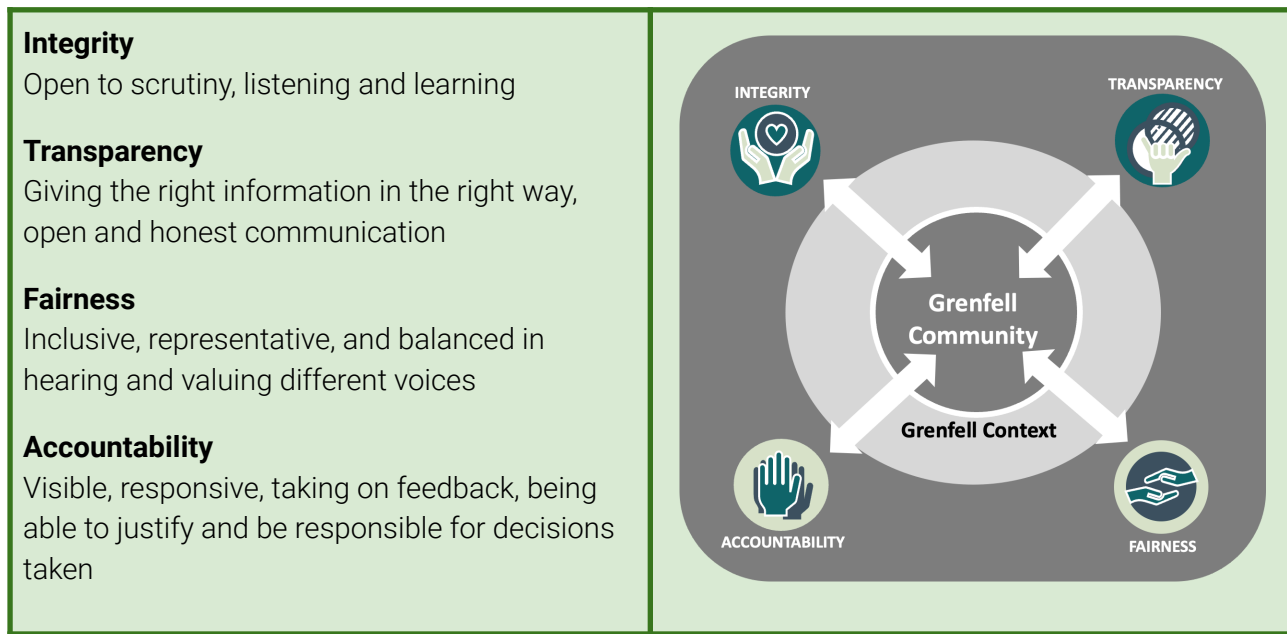 Integrity
Open to scrutiny, listening and learning
Transparency
Giving the right information in the right way,
open and honest communication
Fairness
Inclusive, representative, and balanced in
hearing and valuing different voices
Accountability
Visible, responsive, taking on feedback, being
able to justify and be responsible for decisions
taken
INTEGRITY
TRANSPARENCY
Grenfell
Community
Grenfell Context
ACCOUNTABILITY
FAIRNESS